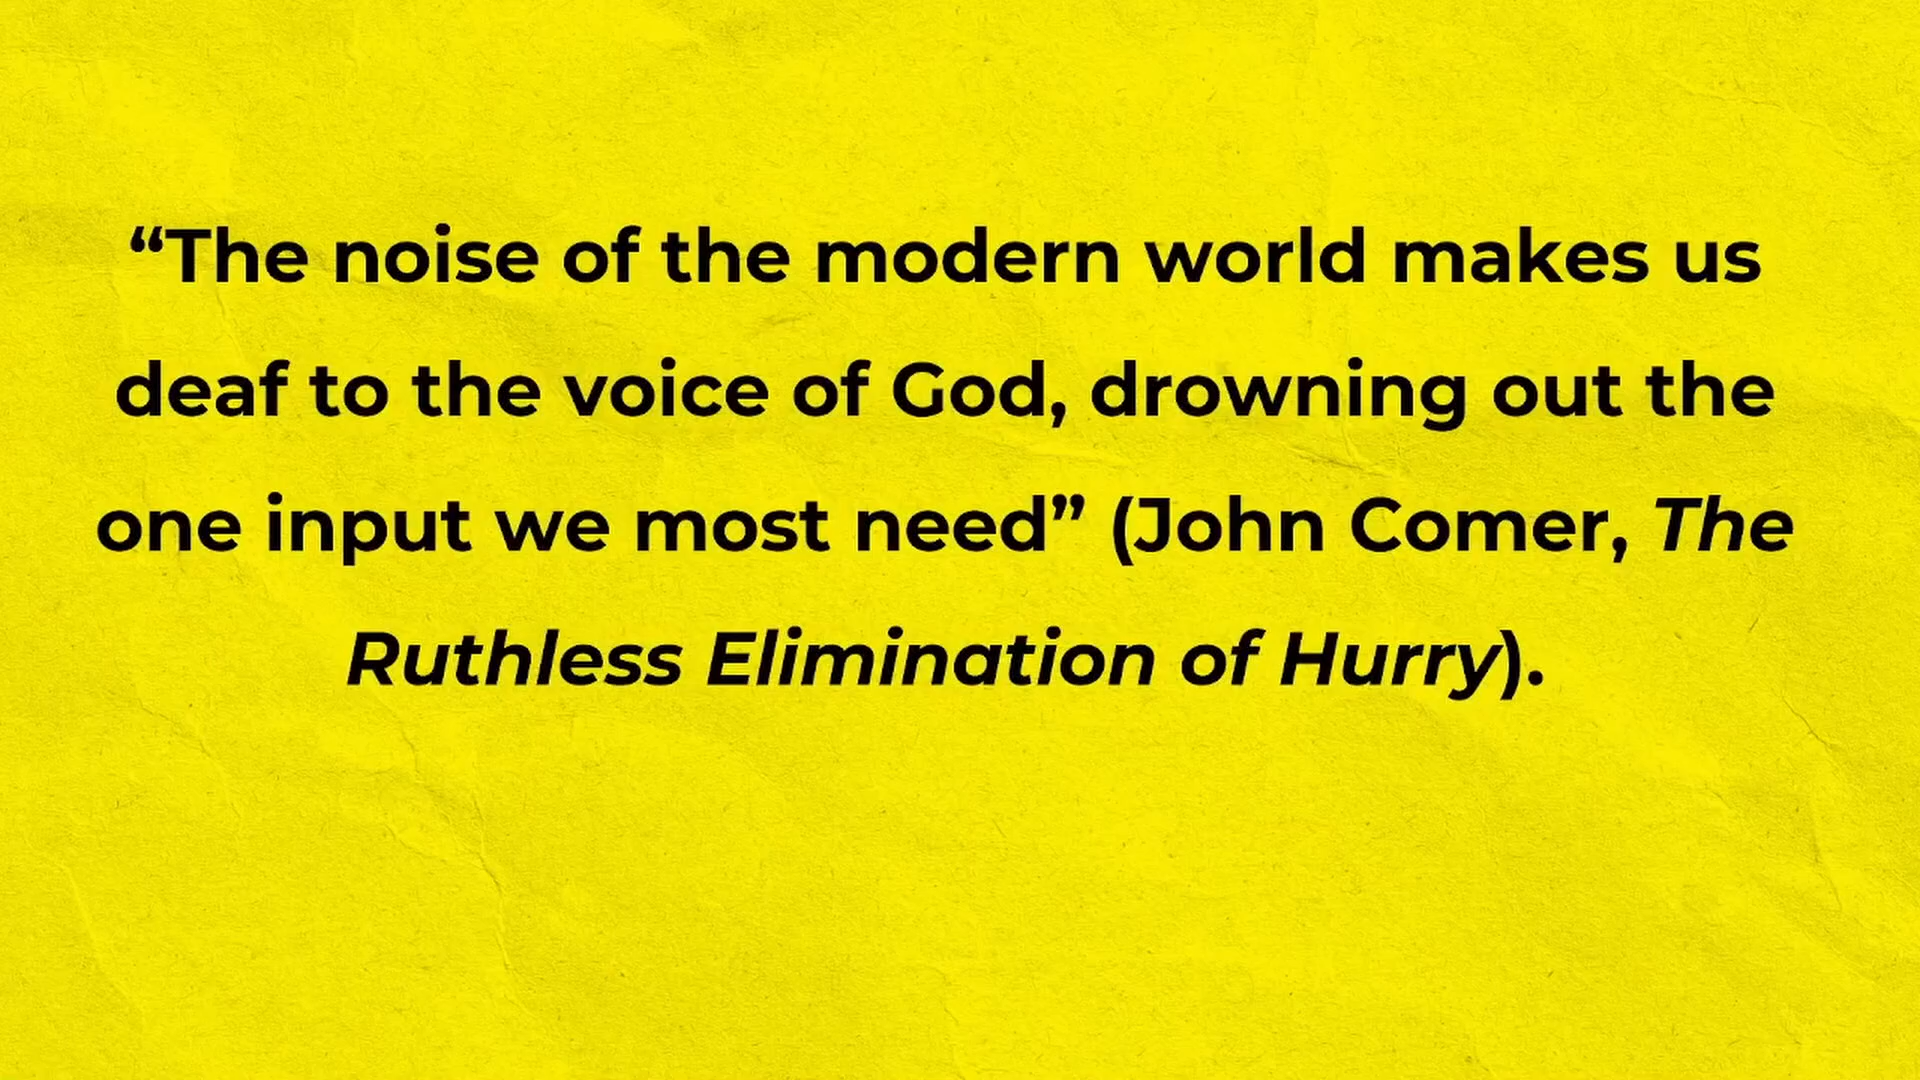 “The noise of the modern world makes us
deaf to the voice of God, drowning out the
one input we most need” (John Comer, The
Ruthless Elimination of Hurry).